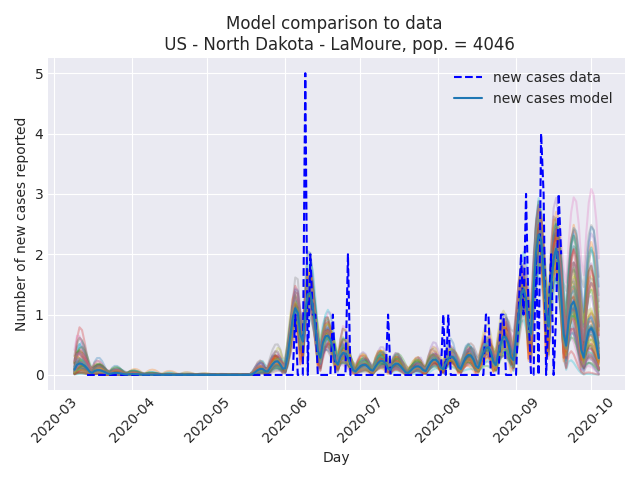 Model comparison to data
US - North Dakota - LaMoure, pop. = 4046
new cases data
new cases model
Number of new cases reported
5
4
3
2
1
0
2020-03
2020-04
2020-05
2020-06
2020-07
2020-08
2020-09
2020-10
Day